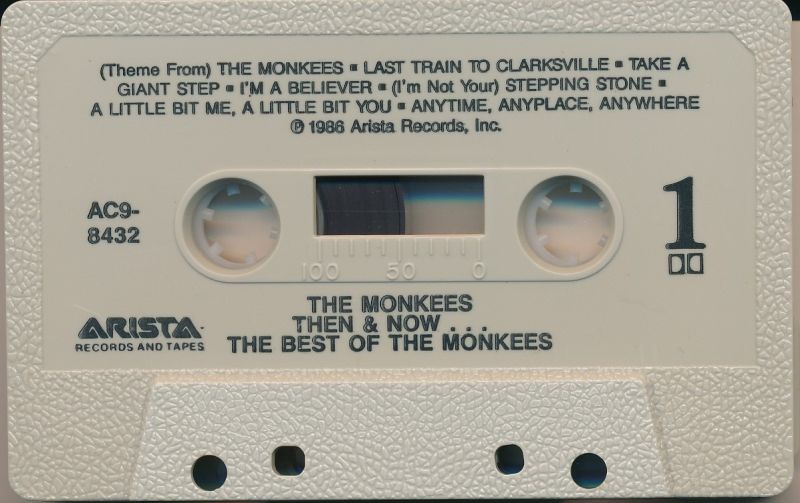 (Theme From) THE MONKEES ▪ LAST TRAIN TO CLARKSVILLE ▪ TAKE A
GIANT STEP ▪ I'M A BELIEVER ▪ (I'm Not Your) STEPPING STONE ▪
A LITTLE BIT ME, A LITTLE BIT YOU ▪ ANYTIME, ANYPLACE, ANYWHERE
℗ 1986 Arista Records, Inc.
AC9-
8432
1
100 50 0
ARISTA
RECORDS AND TAPES
THE MONKEES
THEN & NOW . . .
THE BEST OF THE MONKEES